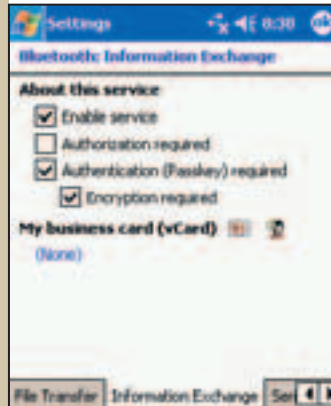 Settings 8:38 ok
Bluetooth: Information Exchange
About this service
Enable service
Authorization required
Authentication (Passkey) required
Encryption required
My business card (vCard)
(None)
File Transfer Information Exchange Ser